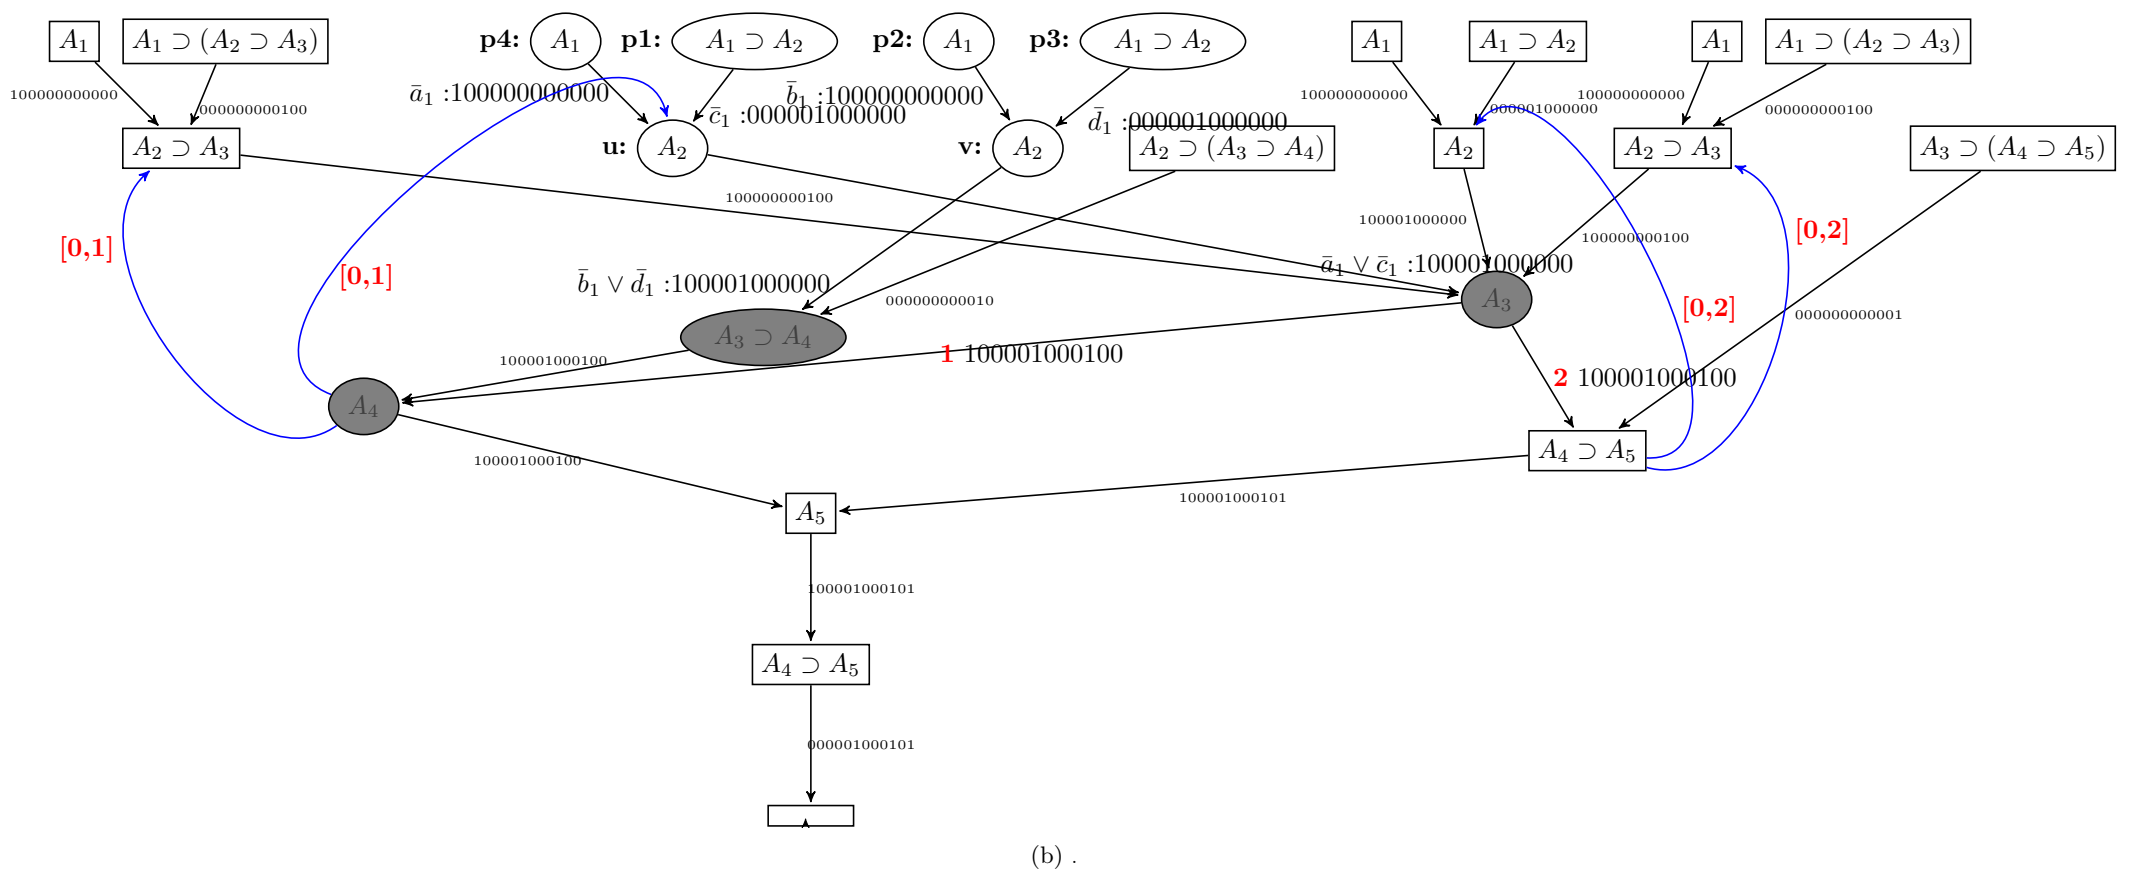 A₁ A₁ ⊃ (A₂ ⊃ A₃) p4: A₁ p1: A₁ ⊃ A₂ p2: A₁ p3: A₁ ⊃ A₂ A₁ A₁ ⊃ A₂ A₁ A₁ ⊃ (A₂ ⊃ A₃)
100000000000 000000000100 ā₁ :100000000000 c̄₁ :000001000000 b̄₁ :100000000000 d̄₁ :000001000000 100000000000 000001000000 100000000000 000000000100
A₂ ⊃ A₃ u: A₂ v: A₂ A₂ ⊃ (A₃ ⊃ A₄) A₂ A₂ ⊃ A₃ A₃ ⊃ (A₄ ⊃ A₅)
100000000100 100001000000 100000000100
[0,1] [0,1] [0,2]
b̄₁ ∨ d̄₁ :100001000000 ā₁ ∨ c̄₁ :100001000000
000000000010 A₃ [0,2] 000000000001
A₃ ⊃ A₄
100001000100 1 100001000100
2 100001000100
A₄
100001000100 A₄ ⊃ A₅
100001000101
A₅
100001000101
A₄ ⊃ A₅
000001000101
(b) .